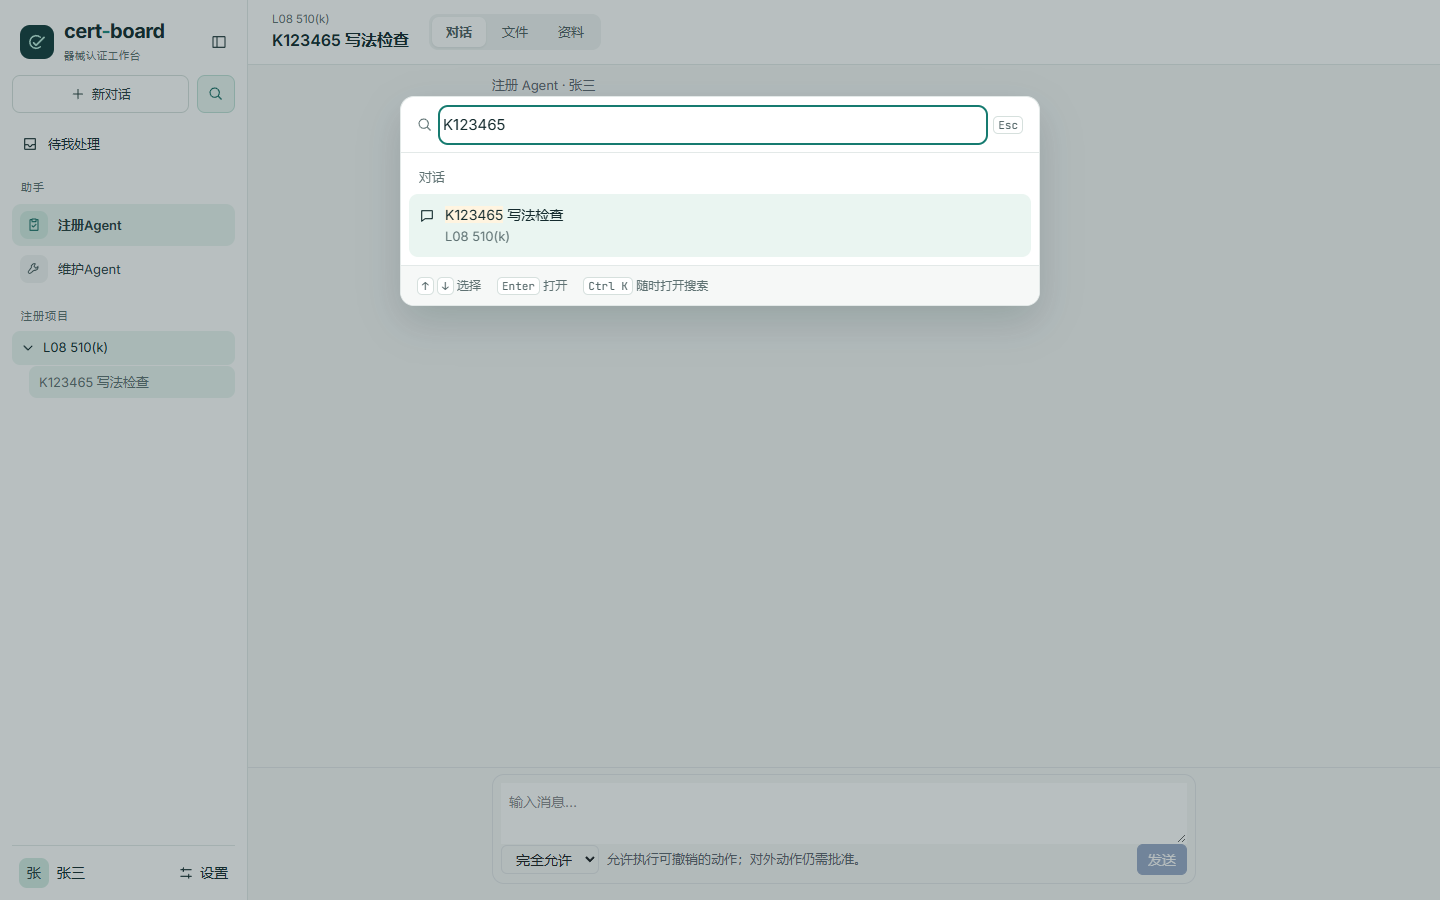 cert-board
器械认证工作台
新对话
待我处理
助手
注册Agent
维护Agent
注册项目
L08 510(k)
K123465 写法检查
张 张三
设置
L08 510(k)
K123465 写法检查
对话 文件 资料
注册 Agent · 张三
K123465
Esc
对话
K123465 写法检查
L08 510(k)
↑ ↓ 选择 Enter 打开 Ctrl K 随时打开搜索
输入消息...
完全允许 允许执行可撤销的动作；对外动作仍需批准。
发送